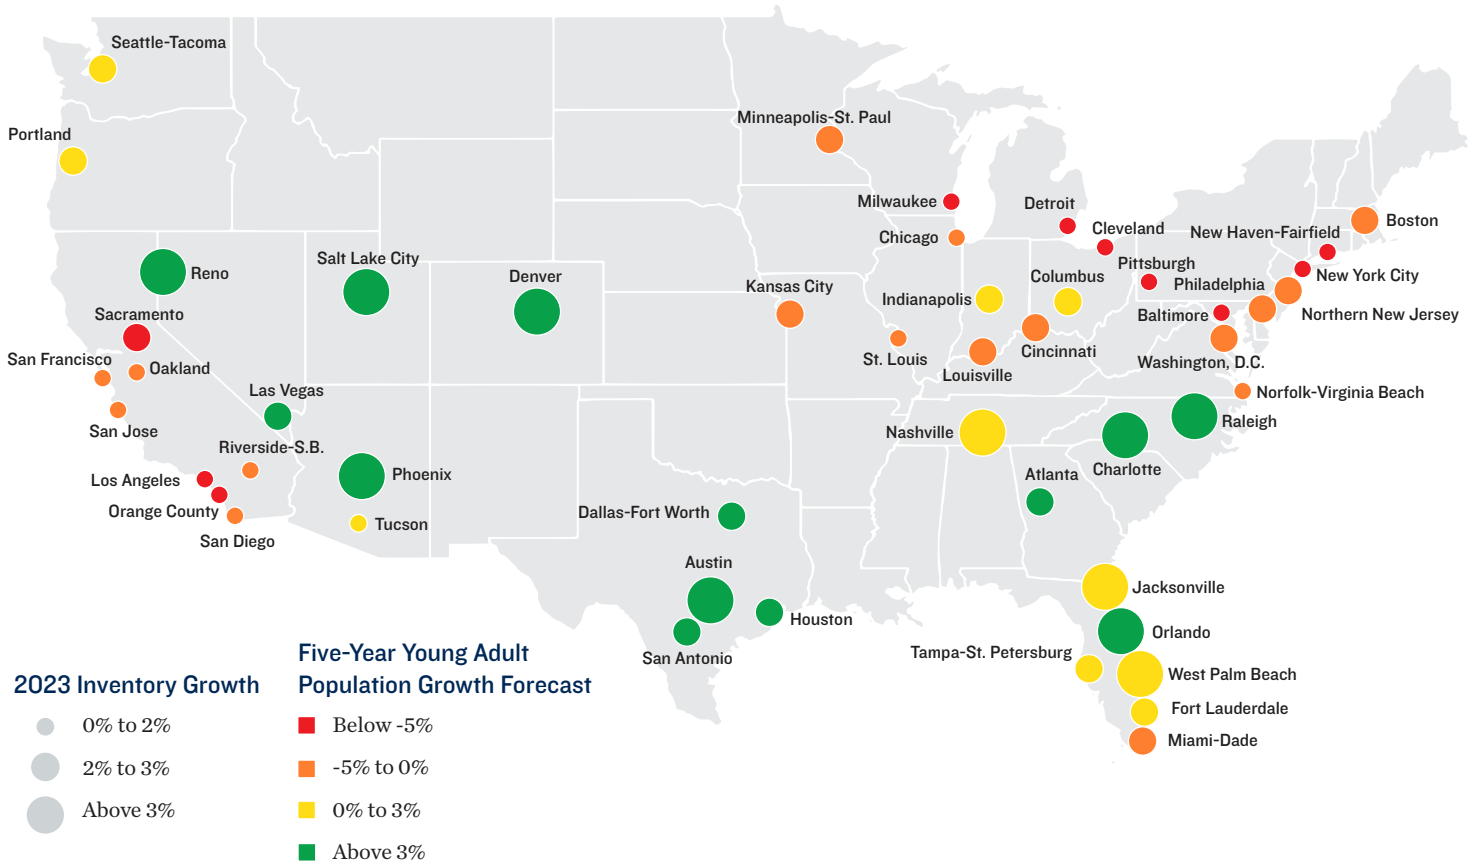 Seattle-Tacoma
Portland
Minneapolis-St. Paul
Milwaukee
Chicago
Detroit
Cleveland
New Haven-Fairfield
Boston
Pittsburgh
New York City
Philadelphia
Northern New Jersey
Baltimore
Washington, D.C.
Reno
Salt Lake City
Denver
Kansas City
Indianapolis
Columbus
Cincinnati
Sacramento
San Francisco
Oakland
San Jose
Las Vegas
St. Louis
Louisville
Norfolk-Virginia Beach
Riverside-S.B.
Los Angeles
Orange County
San Diego
Phoenix
Tucson
Nashville
Raleigh
Charlotte
Atlanta
Dallas-Fort Worth
Austin
Houston
San Antonio
Jacksonville
Orlando
Tampa-St. Petersburg
West Palm Beach
Fort Lauderdale
Miami-Dade
2023 Inventory Growth
0% to 2%
2% to 3%
Above 3%
Five-Year Young Adult
Population Growth Forecast
Below -5%
-5% to 0%
0% to 3%
Above 3%